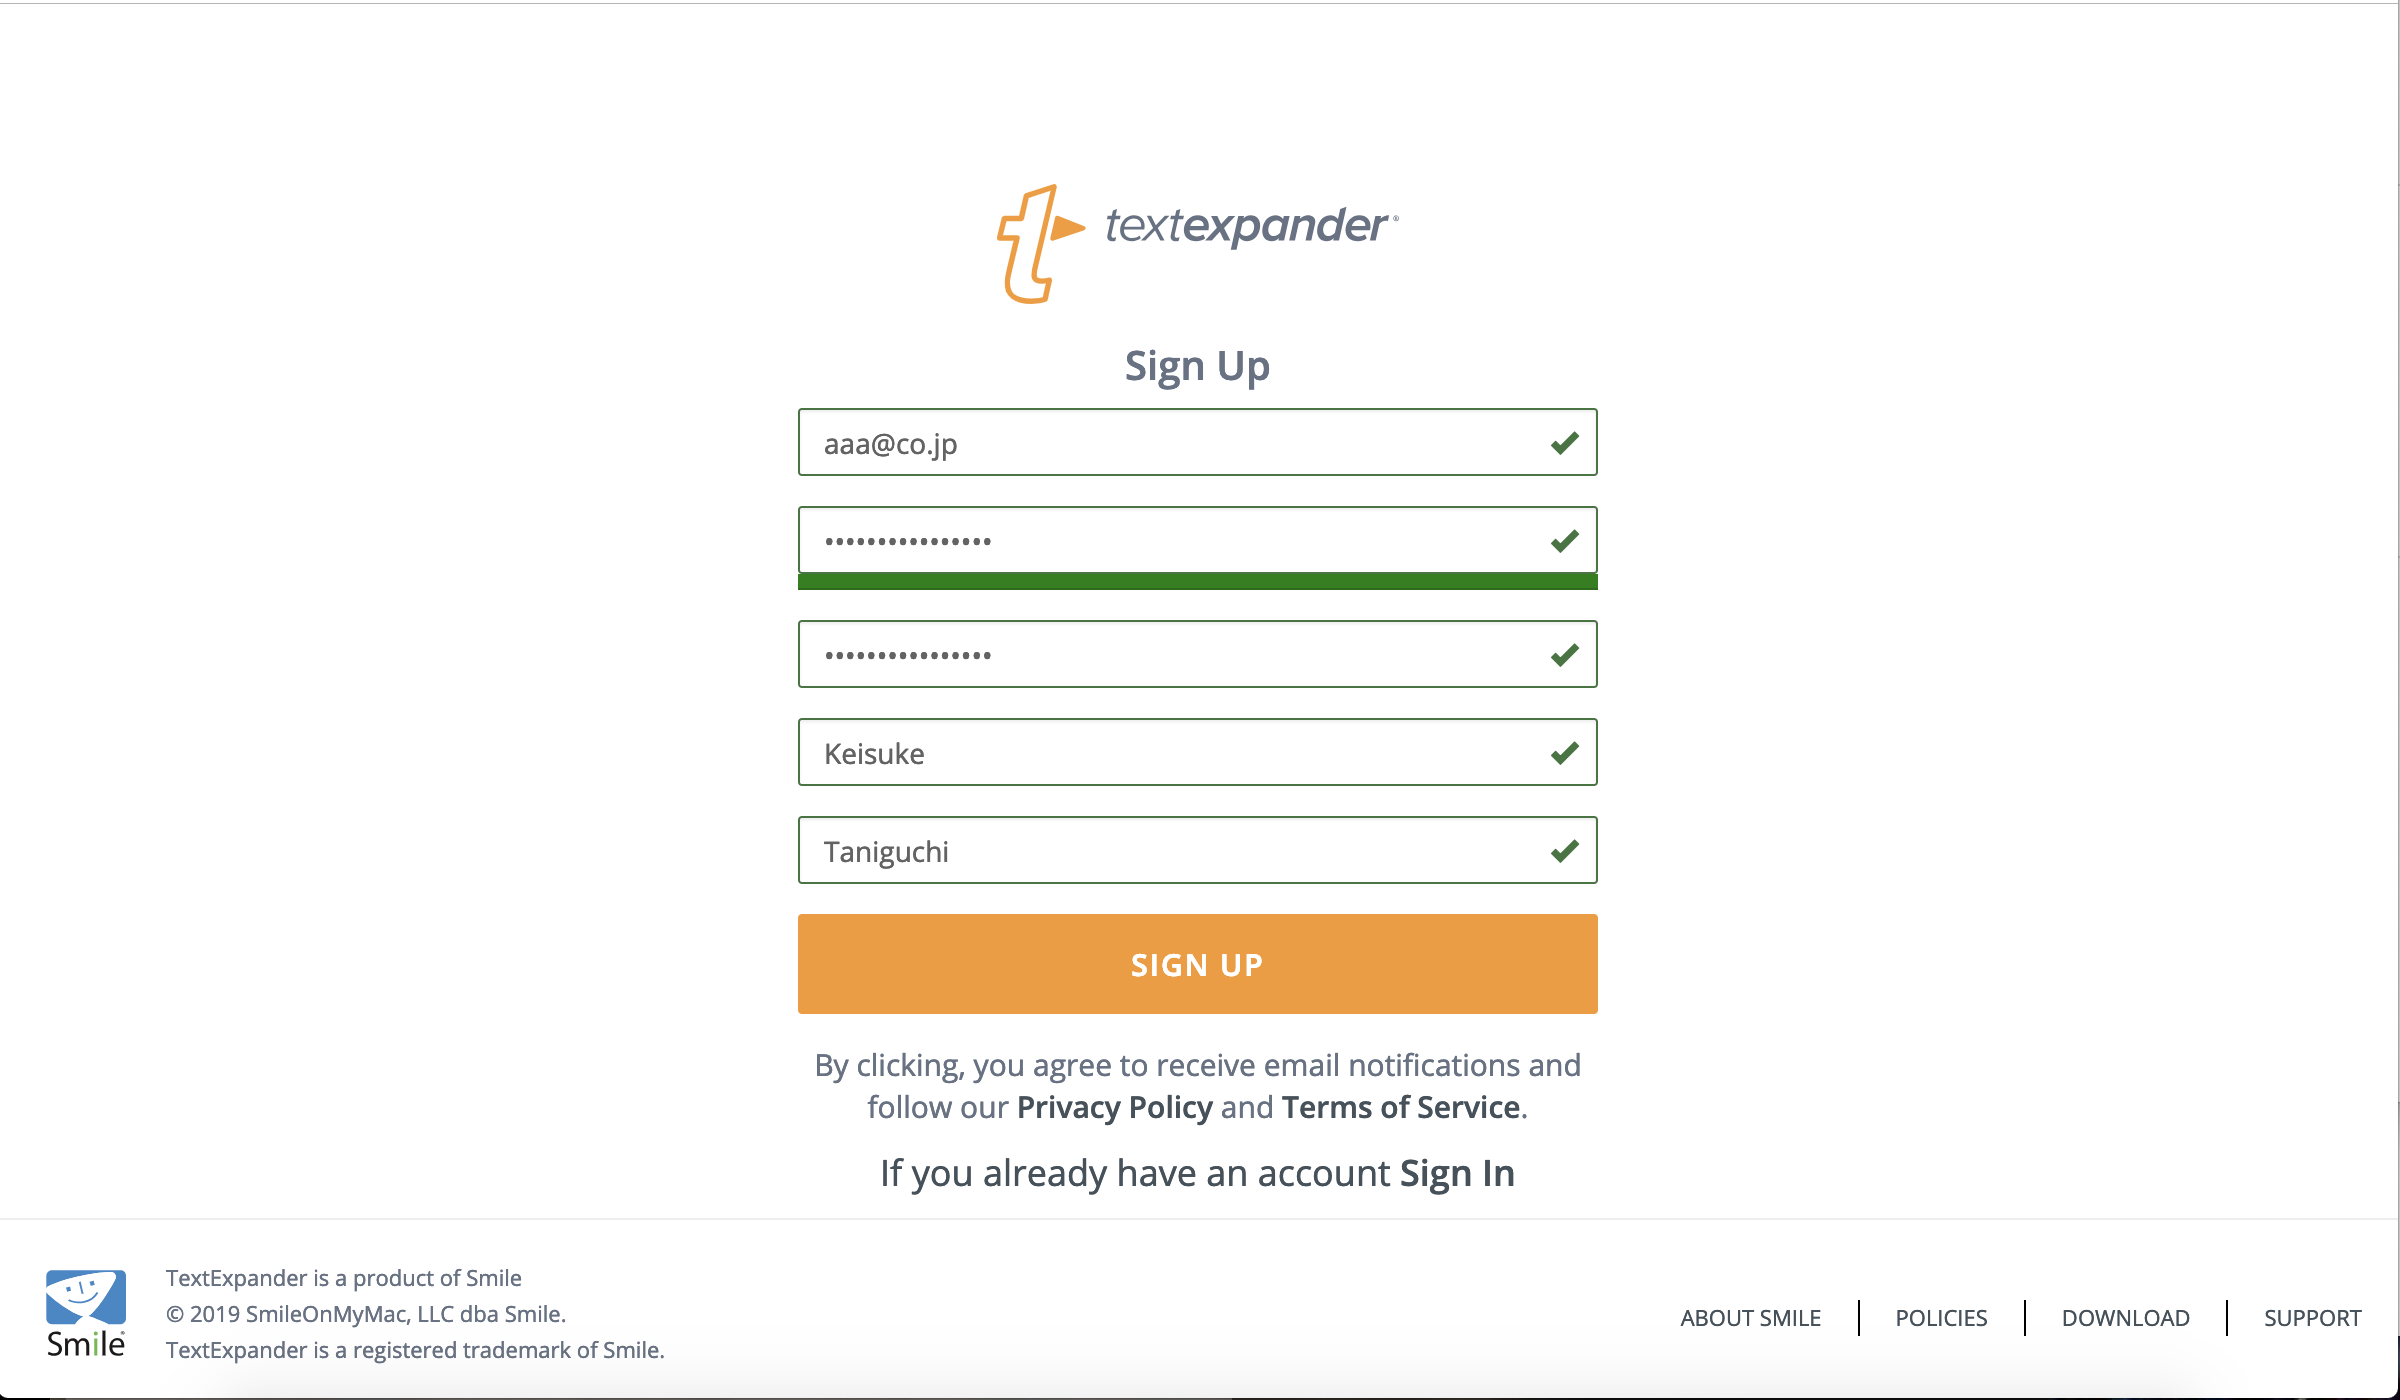 textexpander®
Sign Up
aaa@co.jp
••••••••••••••••
••••••••••••••••
Keisuke
Taniguchi
SIGN UP
By clicking, you agree to receive email notifications and
follow our Privacy Policy and Terms of Service.
If you already have an account Sign In
TextExpander is a product of Smile
© 2019 SmileOnMyMac, LLC dba Smile.
TextExpander is a registered trademark of Smile.
Smile
ABOUT SMILE | POLICIES | DOWNLOAD | SUPPORT